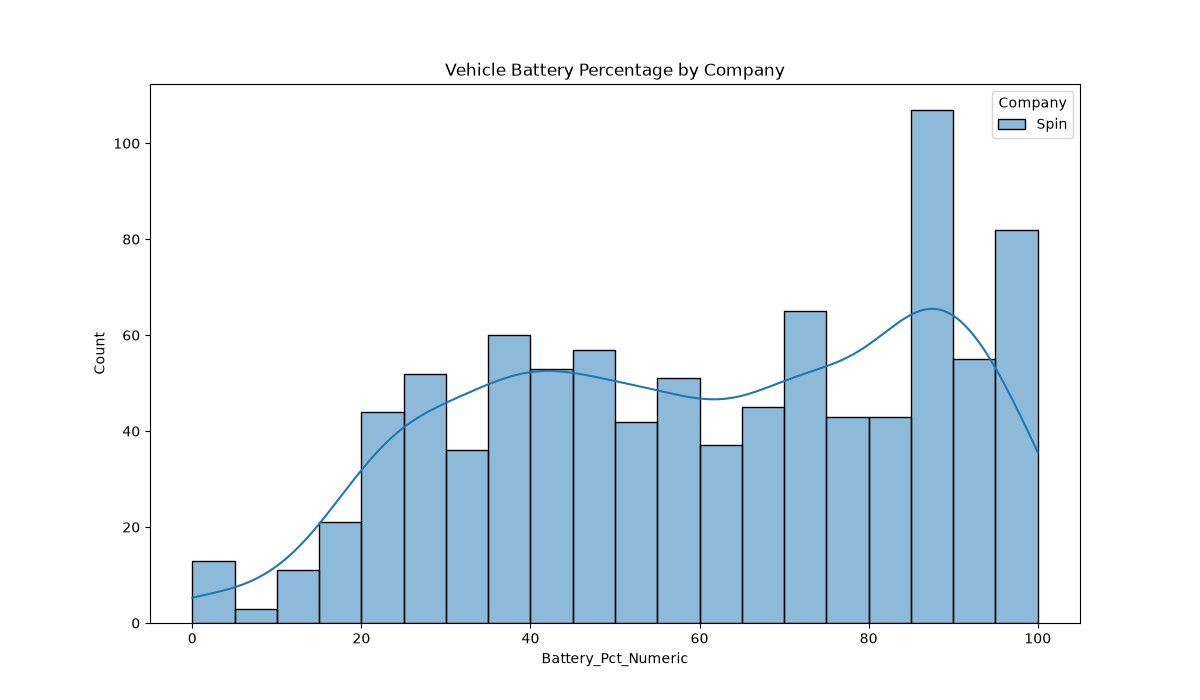 Vehicle Battery Percentage by Company
Company
Spin
100
80
60
40
20
0
Count
0 20 40 60 80 100
Battery_Pct_Numeric